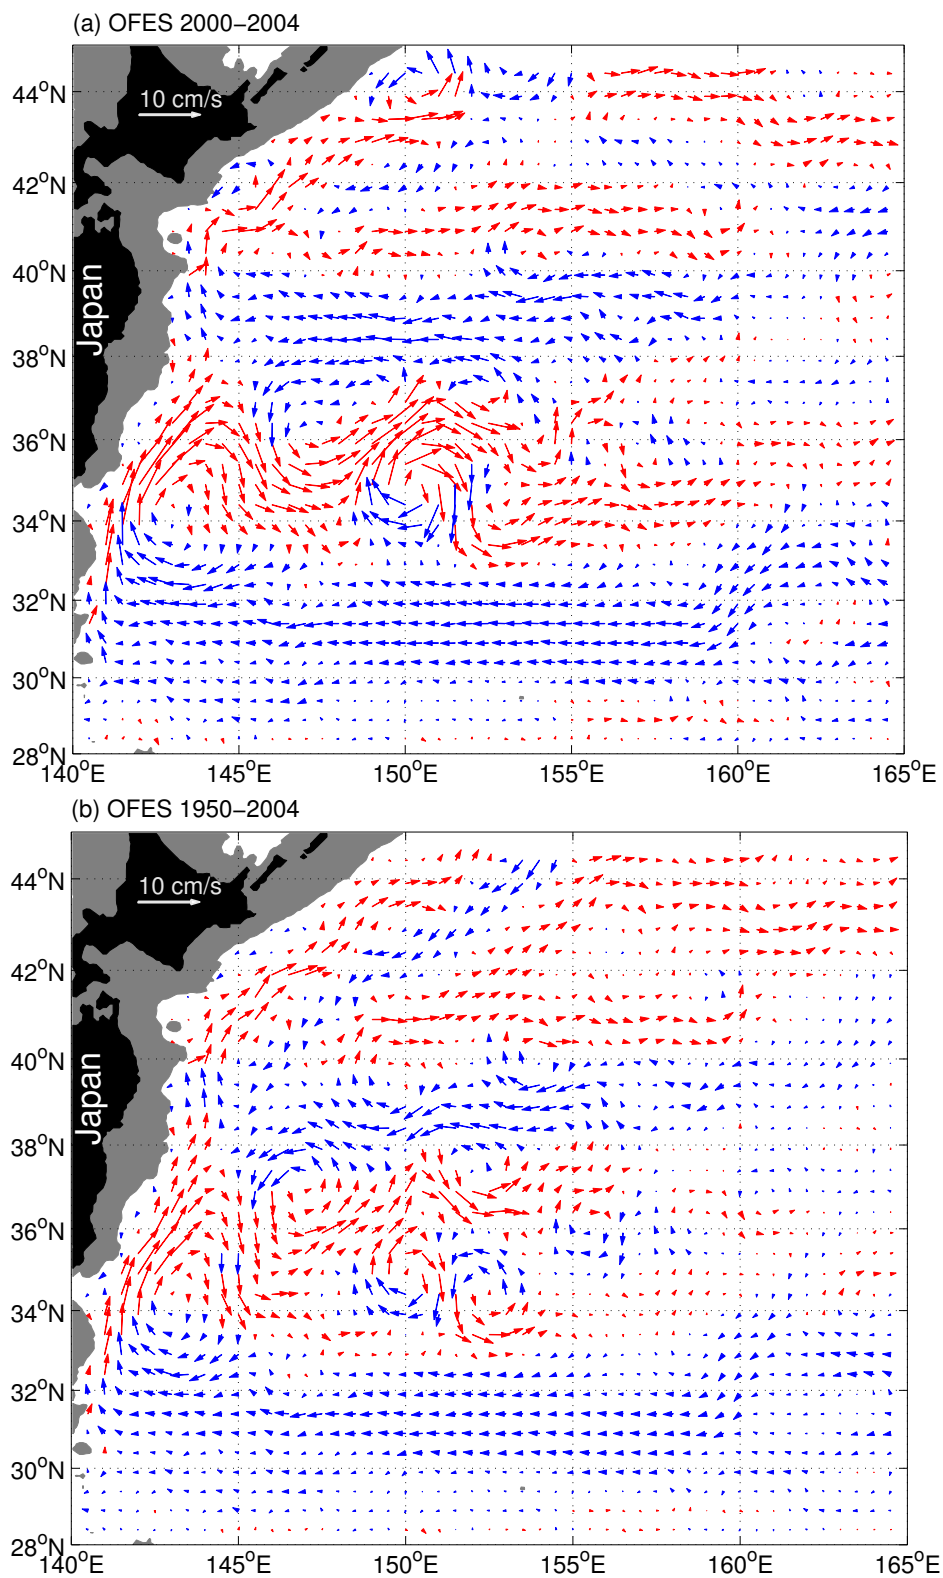 (a) OFES 2000−2004
44°N
10 cm/s
42°N
40°N
Japan
38°N
36°N
34°N
32°N
30°N
28°N
140°E 145°E 150°E 155°E 160°E 165°E
(b) OFES 1950−2004
44°N
10 cm/s
42°N
40°N
Japan
38°N
36°N
34°N
32°N
30°N
28°N
140°E 145°E 150°E 155°E 160°E 165°E